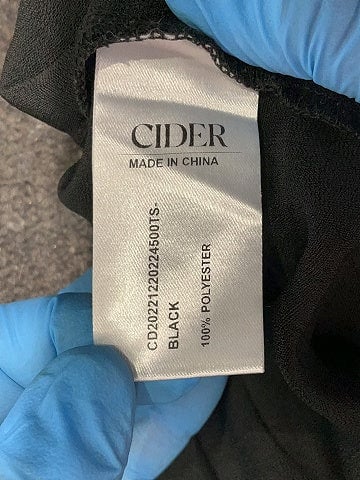 CIDER
MADE IN CHINA
CD20221220224500TS-
BLACK
100% POLYESTER